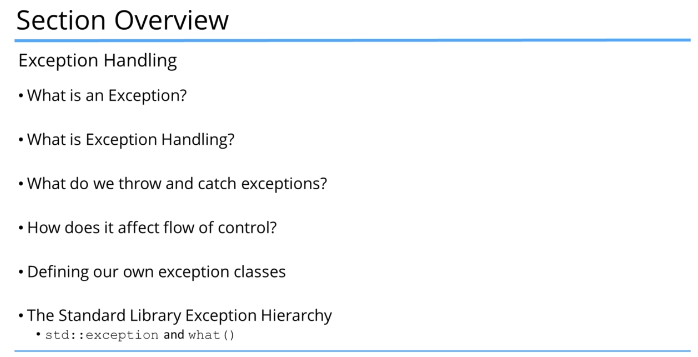 Section Overview
Exception Handling
• What is an Exception?
• What is Exception Handling?
• What do we throw and catch exceptions?
• How does it affect flow of control?
• Defining our own exception classes
• The Standard Library Exception Hierarchy
• std::exception and what()